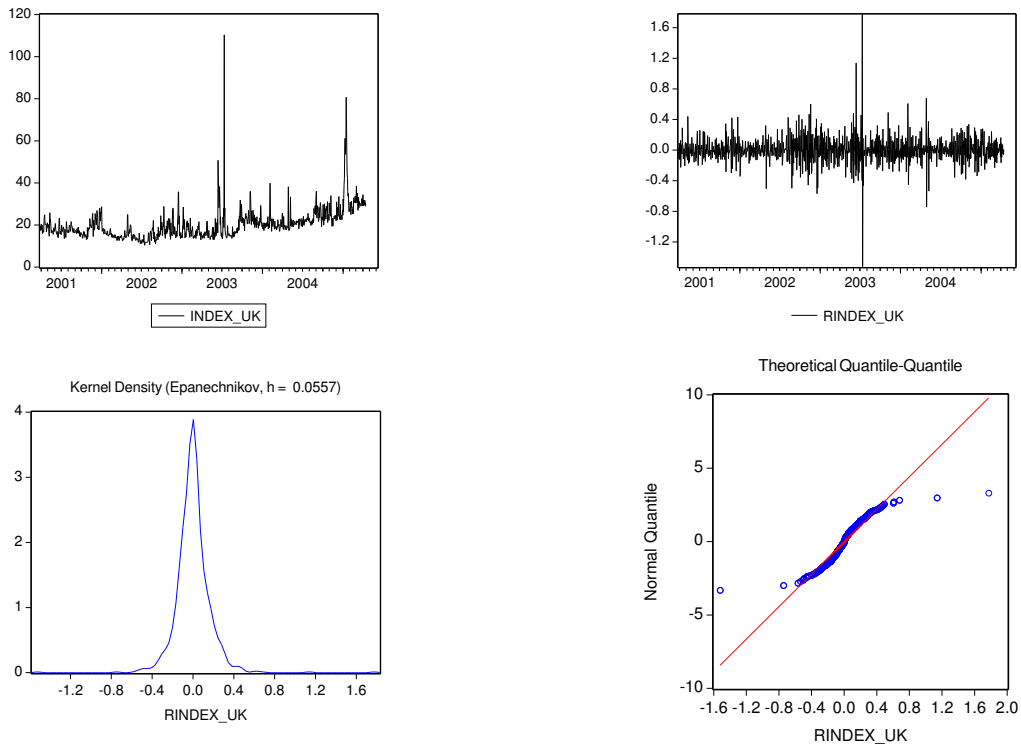 120
100
80
60
40
20
0
2001 2002 2003 2004
INDEX_UK
1.6
1.2
0.8
0.4
0.0
-0.4
-0.8
-1.2
2001 2002 2003 2004
RINDEX_UK
Kernel Density (Epanechnikov, h = 0.0557)
4
3
2
1
0
-1.2 -0.8 -0.4 0.0 0.4 0.8 1.2 1.6
RINDEX_UK
Theoretical Quantile-Quantile
Normal Quantile
10
5
0
-5
-10
-1.6 -1.2 -0.8 -0.4 0.0 0.4 0.8 1.2 1.6 2.0
RINDEX_UK